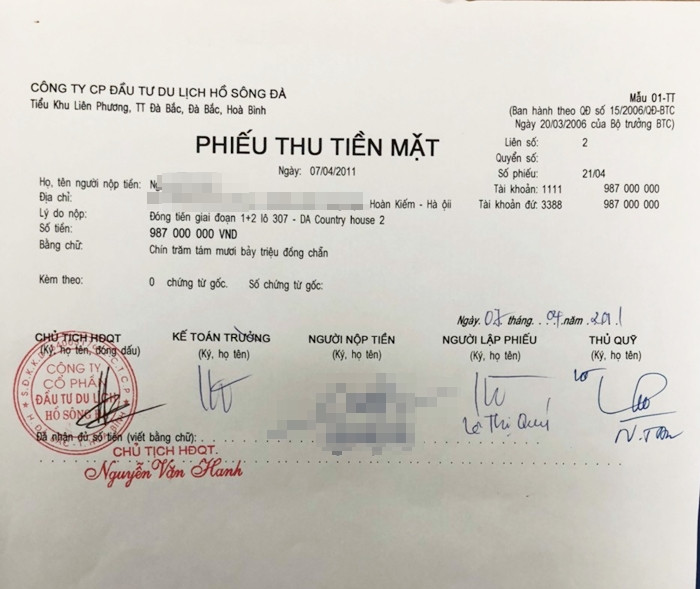 CÔNG TY CP ĐẦU TƯ DU LỊCH HỒ SÔNG ĐÀ
Tiểu Khu Liên Phương, TT Đà Bắc, Đà Bắc, Hoà Bình
Mẫu 01-TT
(Ban hành theo QĐ số 15/2006/QĐ-BTC
Ngày 20/03/2006 của Bộ trưởng BTC)
PHIẾU THU TIỀN MẶT
Ngày: 07/04/2011
Liên số: 2
Quyển số:
Số phiếu: 21/04
Tài khoản: 1111 987 000 000
Tài khoản đứ: 3388 987 000 000
Họ, tên người nộp tiền:
Địa chỉ: Hoàn Kiếm - Hà ội
Lý do nộp: Đóng tiền giai đoạn 1+2 lô 307 - DA Country house 2
Số tiền: 987 000 000 VND
Bằng chữ: Chín trăm tám mươi bảy triệu đồng chẵn
Kèm theo: 0 chứng từ gốc. Số chứng từ gốc:
Ngày 07 tháng 04 năm 2011
CHỦ TỊCH HĐQT KẾ TOÁN TRƯỞNG NGƯỜI NỘP TIỀN NGƯỜI LẬP PHIẾU THỦ QUỸ
(Ký, họ tên, đóng dấu) (Ký, họ tên) (Ký, họ tên) (Ký, họ tên) (Ký, họ tên)
CÔNG TY
CỔ PHẦN
ĐẦU TƯ DU LỊCH
HỒ SÔNG
Lê Thị Quý
N. Tâm
Đã nhận đủ số tiền (viết bằng chữ):
CHỦ TỊCH HĐQT.
Nguyễn Văn Hanh